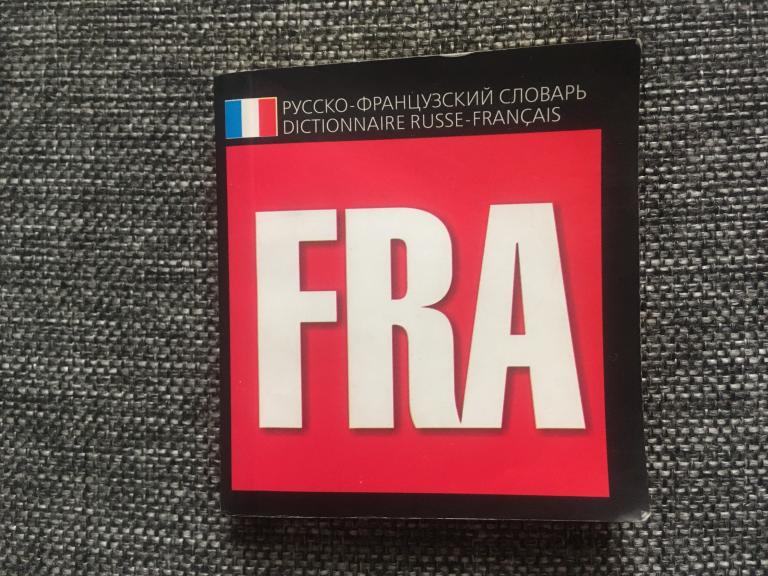 РУССКО-ФРАНЦУЗСКИЙ СЛОВАРЬ
DICTIONNAIRE RUSSE-FRANÇAIS
FRA